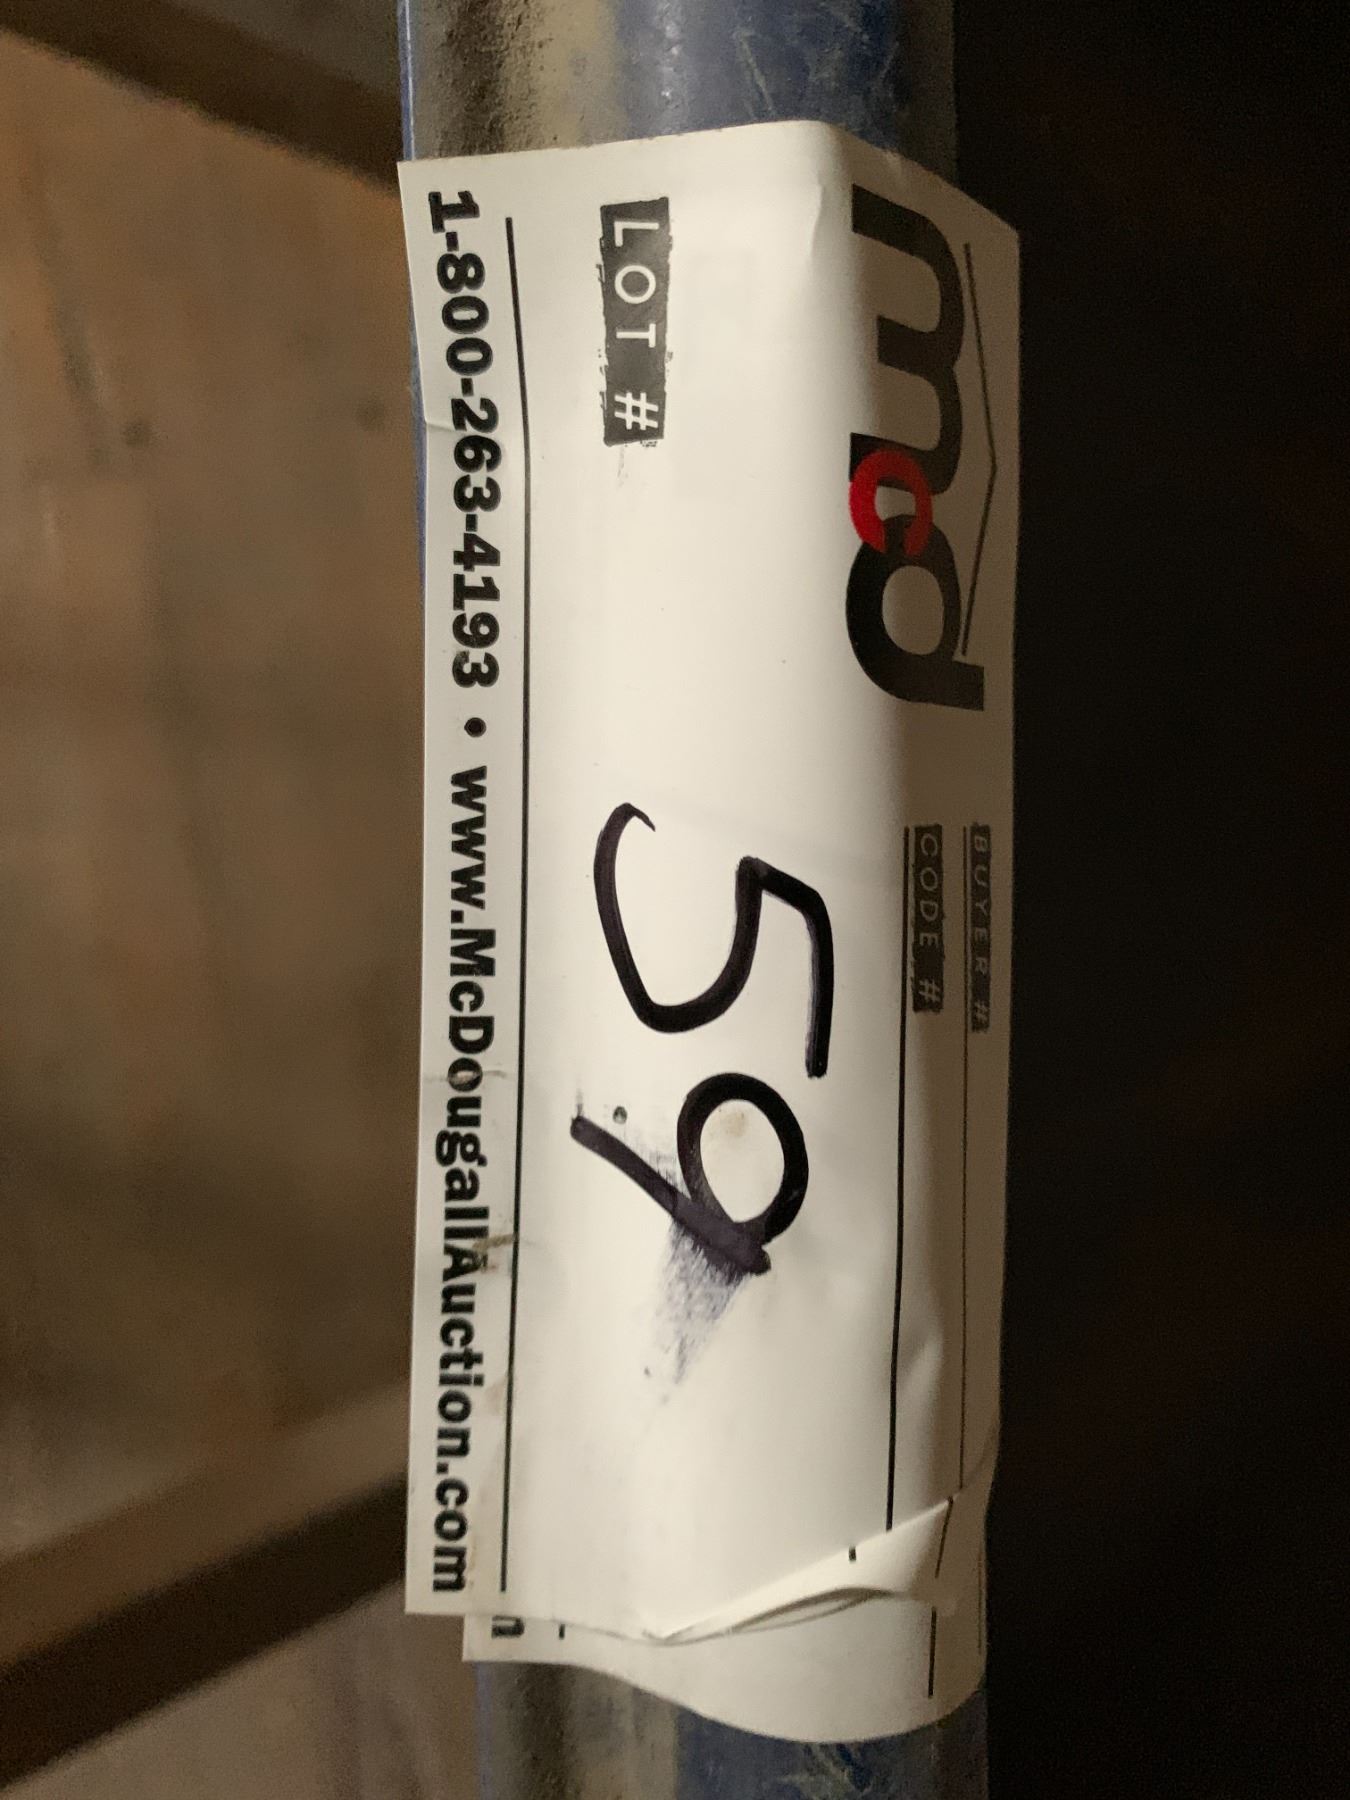 mcd
BUYER #
CODE #
LOT #
59
1-800-263-4193 • www.McDougallAuction.com
n